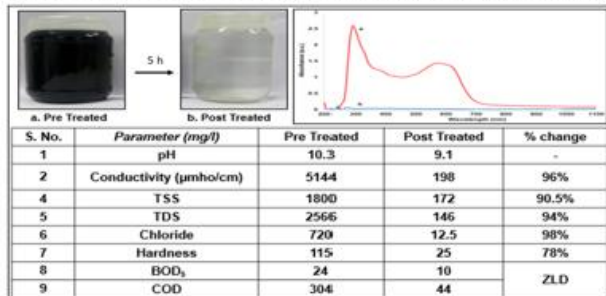 5 h
a. Pre Treated
b. Post Treated
S. No. Parameter (mg/l) Pre Treated Post Treated % change
1 pH 10.3 9.1 -
2 Conductivity (µmho/cm) 5144 198 96%
4 TSS 1800 172 90.5%
5 TDS 2566 146 94%
6 Chloride 720 12.5 98%
7 Hardness 115 25 78%
8 BOD₅ 24 10 ZLD
9 COD 304 44